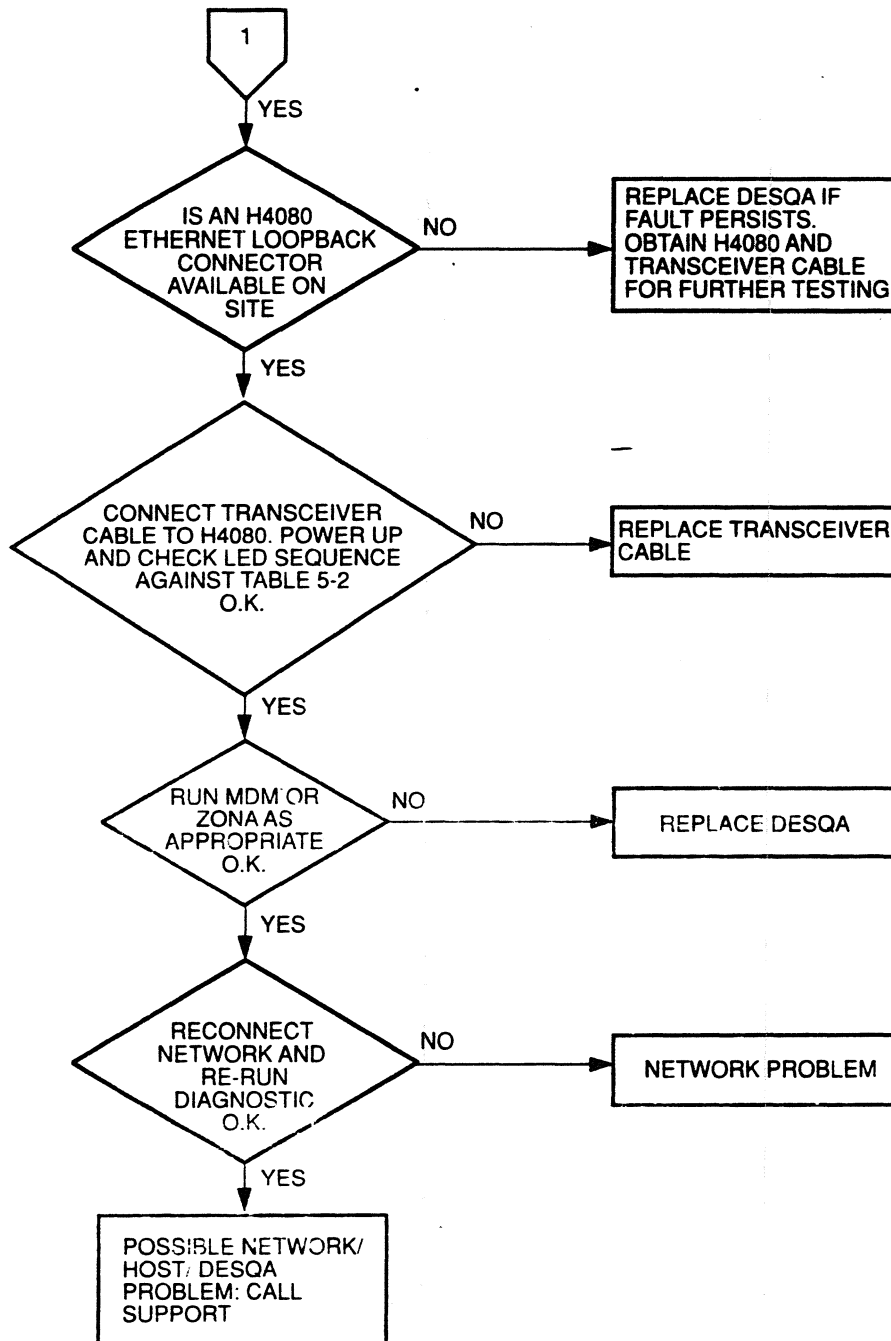 1
YES
IS AN H4080
ETHERNET LOOPBACK
CONNECTOR
AVAILABLE ON
SITE
NO
REPLACE DESQA IF
FAULT PERSISTS.
OBTAIN H4080 AND
TRANSCEIVER CABLE
FOR FURTHER TESTING
YES
CONNECT TRANSCEIVER
CABLE TO H4080. POWER UP
AND CHECK LED SEQUENCE
AGAINST TABLE 5-2
O.K.
NO
REPLACE TRANSCEIVER
CABLE
YES
RUN MDM OR
ZONA AS
APPROPRIATE
O.K.
NO
REPLACE DESQA
YES
RECONNECT
NETWORK AND
RE-RUN
DIAGNOSTIC
O.K.
NO
NETWORK PROBLEM
YES
POSSIBLE NETWORK/
HOST/ DESQA
PROBLEM: CALL
SUPPORT